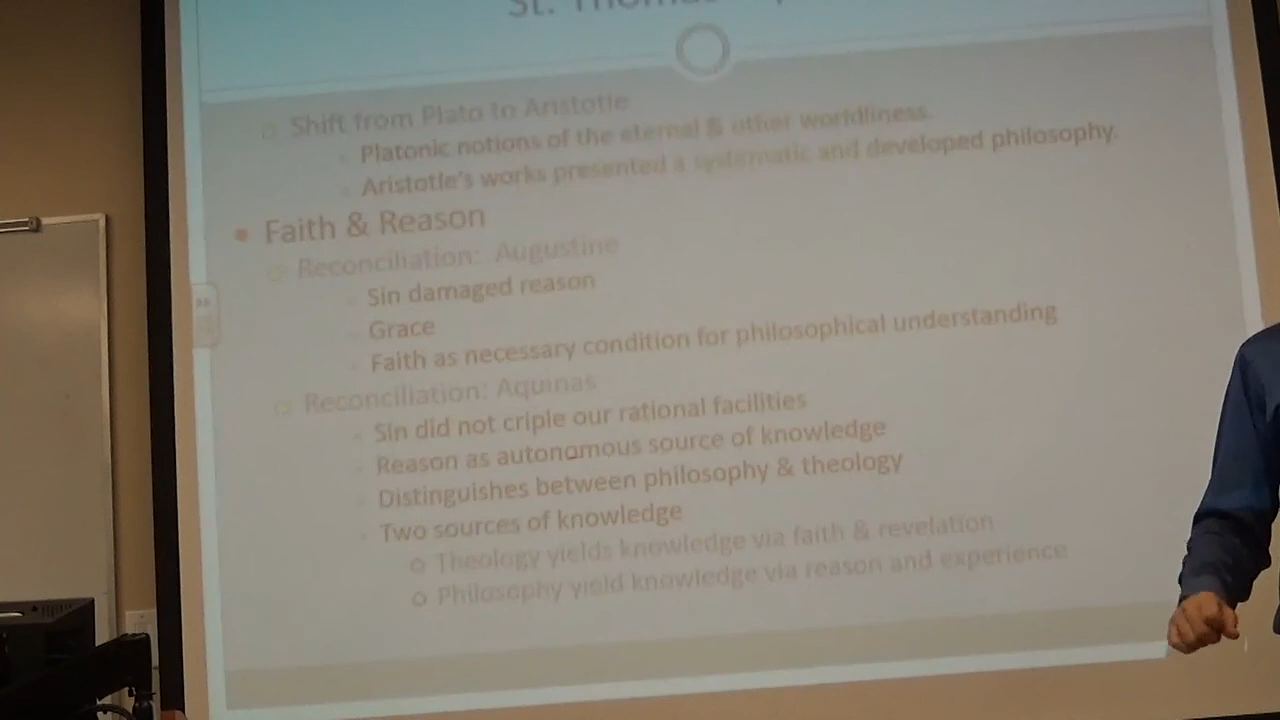 St. Thomas
Shift from Plato to Aristotle
Platonic notions of the eternal & other worldliness.
Aristotle's works presented a systematic and developed philosophy.
Faith & Reason
Reconciliation: Augustine
Sin damaged reason
Grace
Faith as necessary condition for philosophical understanding
Reconciliation: Aquinas
Sin did not criple our rational facilities
Reason as autonomous source of knowledge
Distinguishes between philosophy & theology
Two sources of knowledge
Theology yields knowledge via faith & revelation
Philosophy yield knowledge via reason and experience